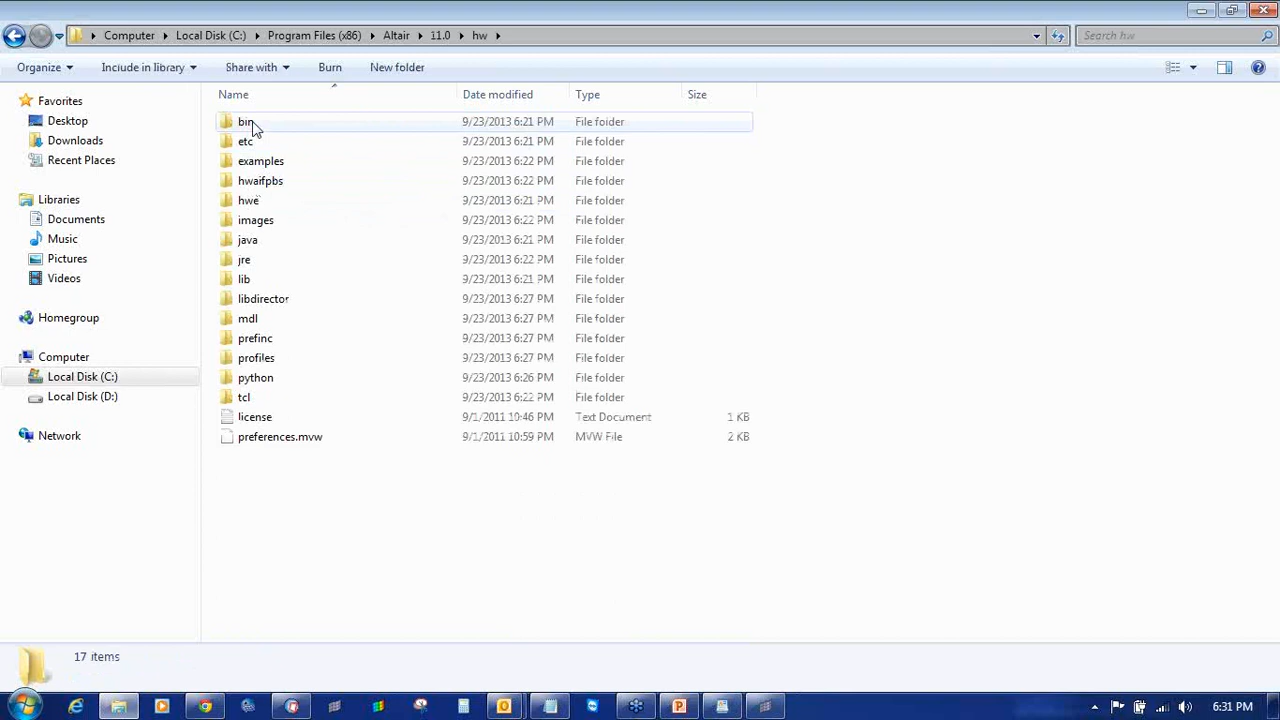 Computer Local Disk (C:) Program Files (x86) Altair 11.0 hw Search hw
Organize Include in library Share with Burn New folder
Name Date modified Type Size
Favorites
Desktop
Downloads
Recent Places
Libraries
Documents
Music
Pictures
Videos
Homegroup
Computer
Local Disk (C:)
Local Disk (D:)
Network
bin 9/23/2013 6:21 PM File folder
etc 9/23/2013 6:21 PM File folder
examples 9/23/2013 6:22 PM File folder
hwaifpbs 9/23/2013 6:22 PM File folder
hwe 9/23/2013 6:21 PM File folder
images 9/23/2013 6:22 PM File folder
java 9/23/2013 6:21 PM File folder
jre 9/23/2013 6:22 PM File folder
lib 9/23/2013 6:21 PM File folder
libdirector 9/23/2013 6:27 PM File folder
mdl 9/23/2013 6:27 PM File folder
prefinc 9/23/2013 6:27 PM File folder
profiles 9/23/2013 6:27 PM File folder
python 9/23/2013 6:26 PM File folder
tcl 9/23/2013 6:22 PM File folder
license 9/1/2011 10:46 PM Text Document 1 KB
preferences.mvw 9/1/2011 10:59 PM MVW File 2 KB
17 items
6:31 PM